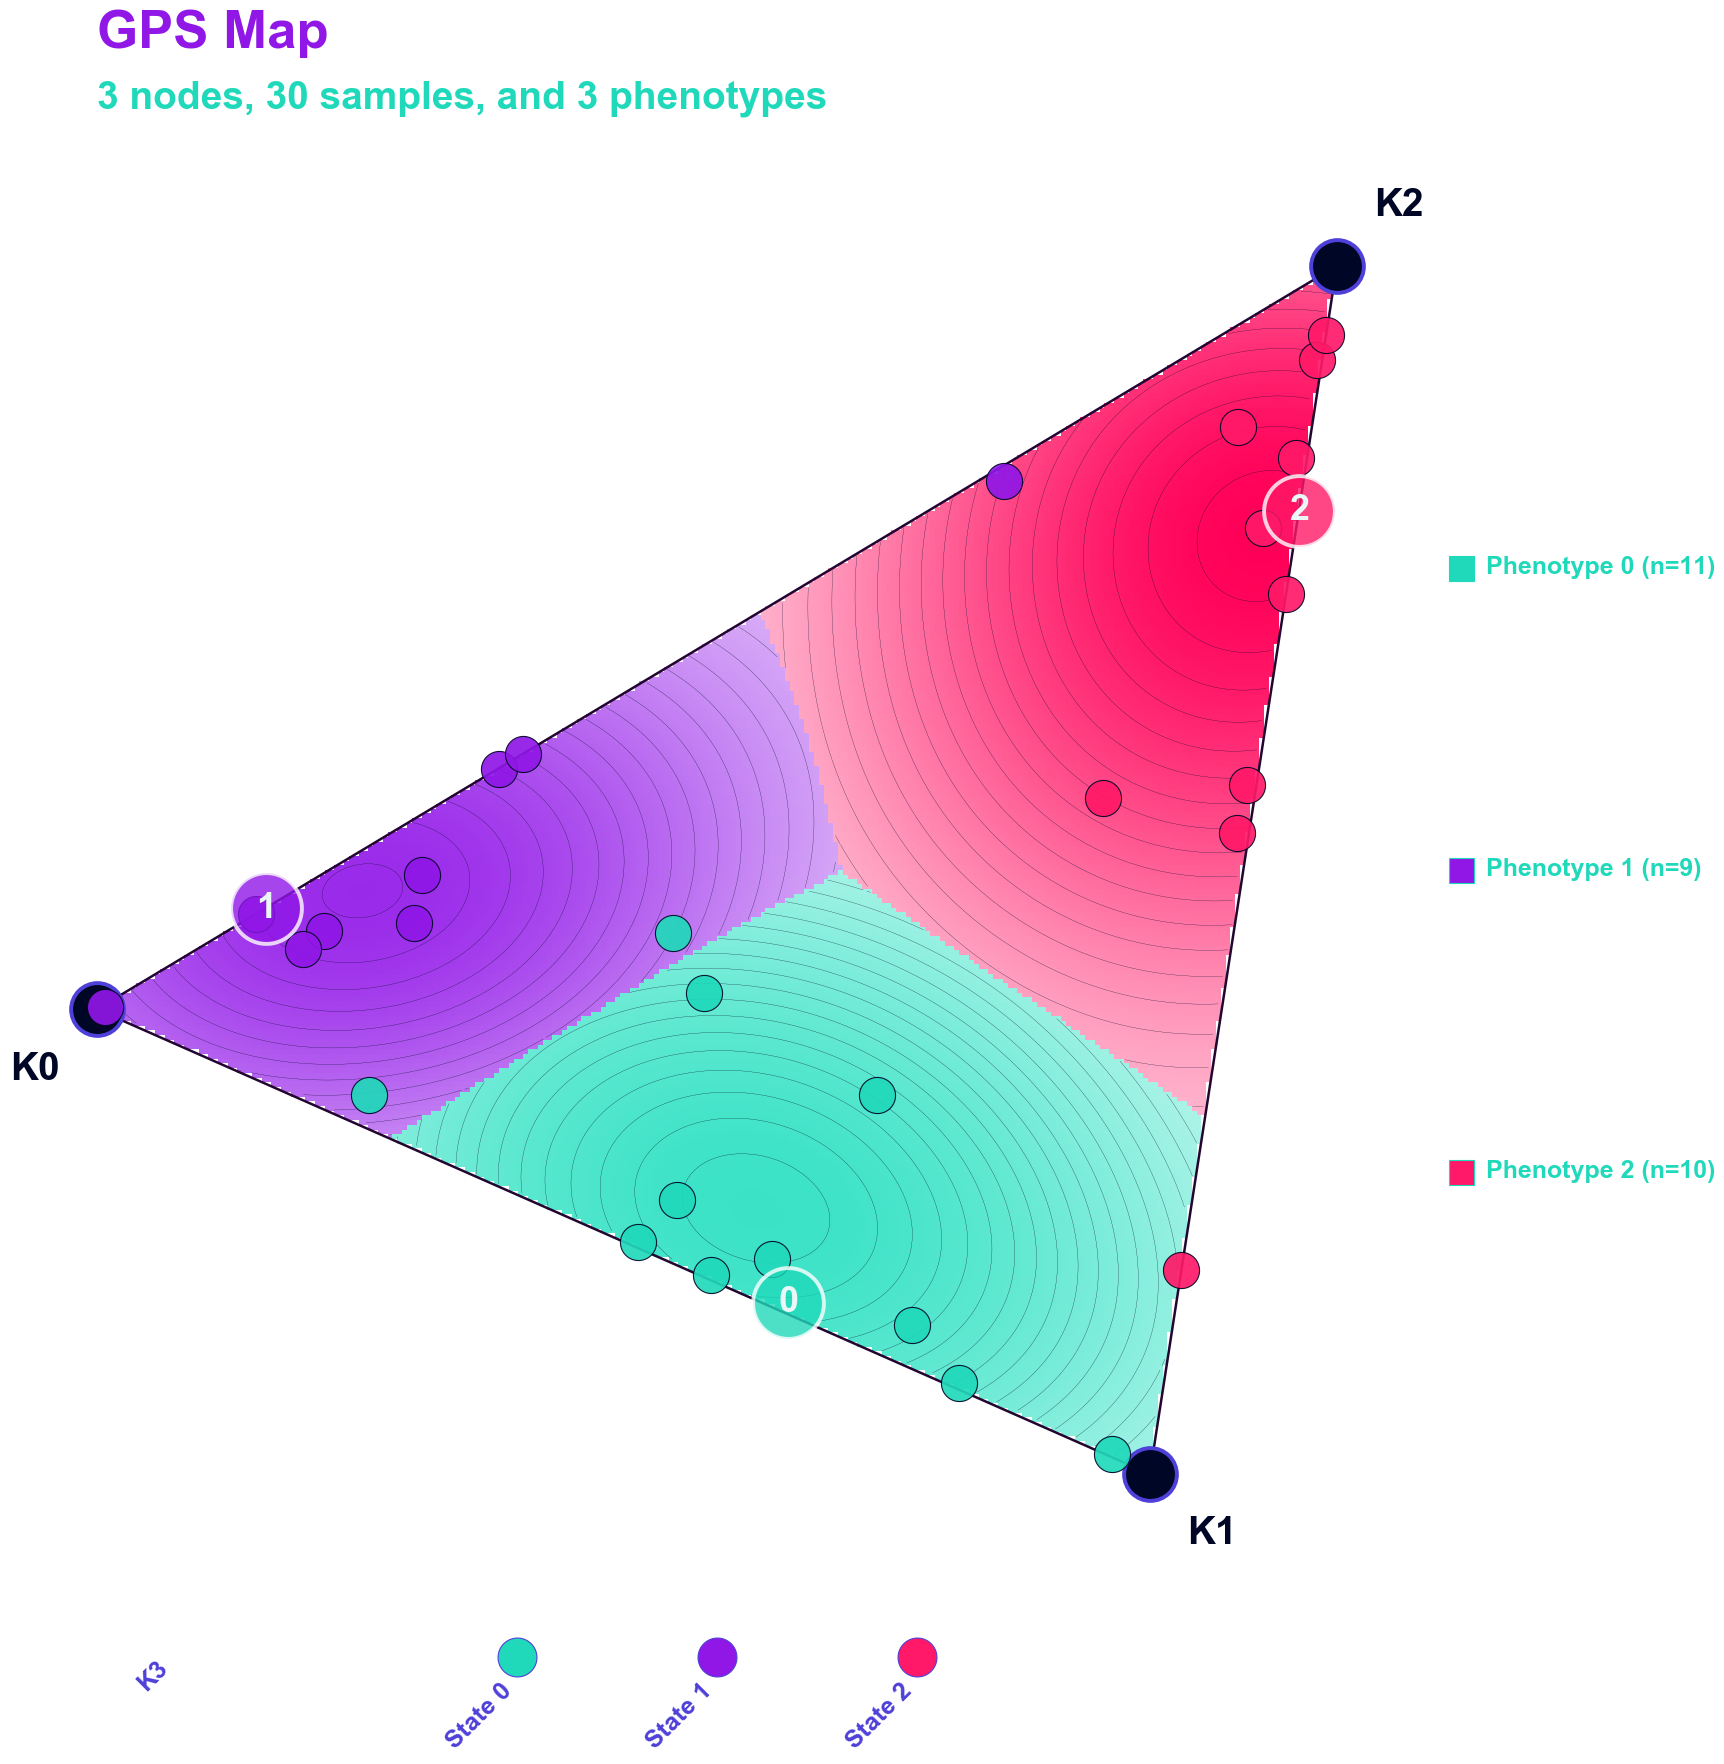 GPS Map
3 nodes, 30 samples, and 3 phenotypes
K2
2
Phenotype 0 (n=11)
Phenotype 1 (n=9)
1
K0
Phenotype 2 (n=10)
0
K1
K3
State 0
State 1
State 2